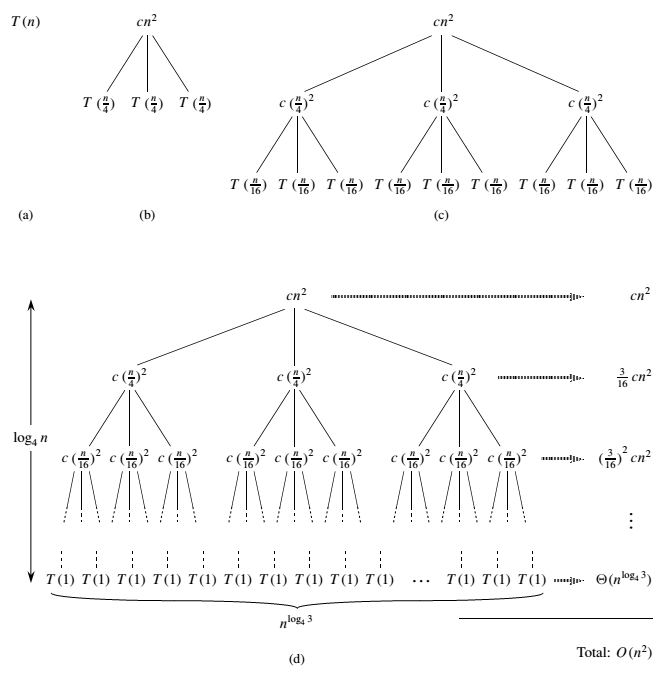 T(n) cn² cn²
T(n/4) T(n/4) T(n/4) c(n/4)² c(n/4)² c(n/4)²
T(n/16) T(n/16) T(n/16) T(n/16) T(n/16) T(n/16) T(n/16) T(n/16) T(n/16)
(a) (b) (c)
cn² cn²
c(n/4)² c(n/4)² c(n/4)² 3/16 cn²
log₄ n
c(n/16)² c(n/16)² c(n/16)² c(n/16)² c(n/16)² c(n/16)² c(n/16)² c(n/16)² c(n/16)² (3/16)² cn²
⋮
T(1) T(1) T(1) T(1) T(1) T(1) T(1) T(1) T(1) T(1) … T(1) T(1) T(1) Θ(n^{log₄ 3})
n^{log₄ 3}
(d)
Total: O(n²)